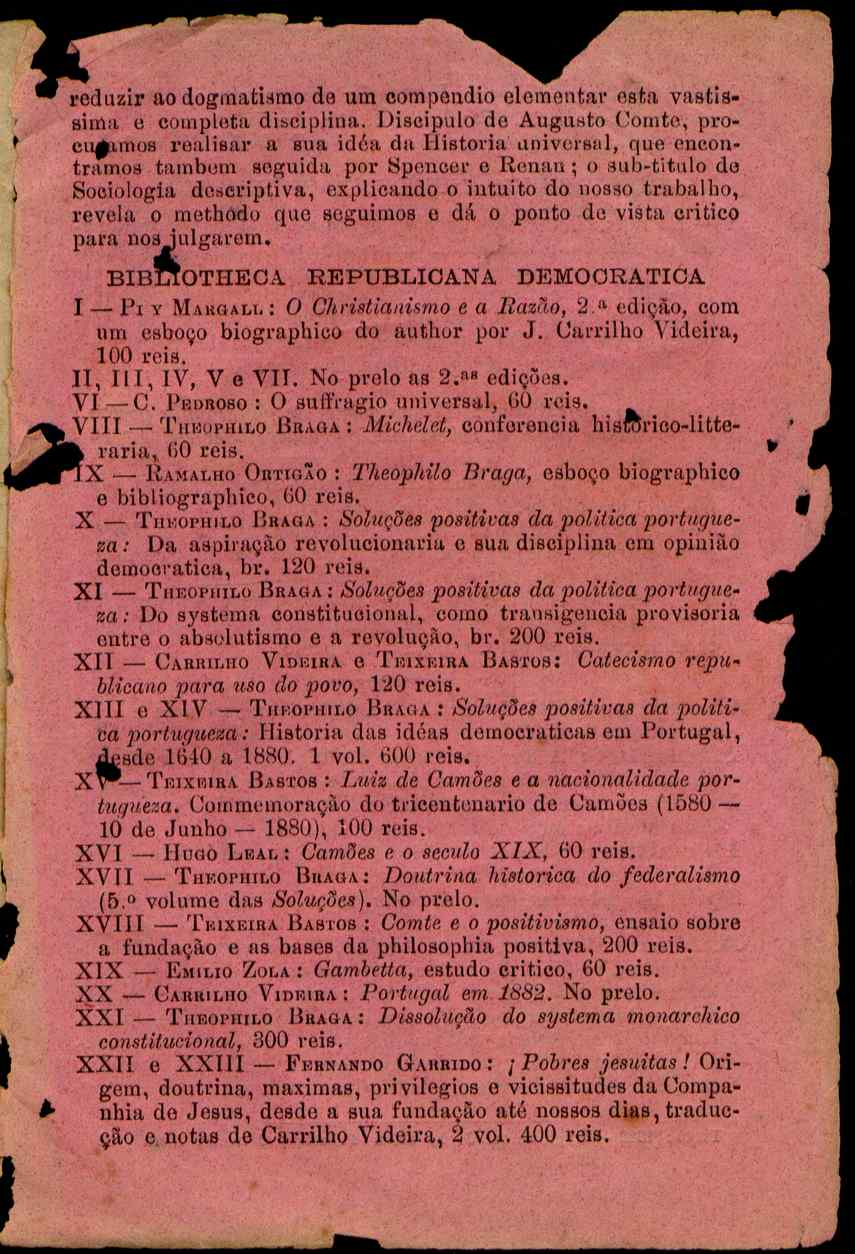 reduzir ao dogmatismo de um compendio elementar esta vastis-
sima e completa disciplina. Discipulo de Augusto Comte, pro-
curamos realisar a sua idéa da Historia universal, que encon-
tramos tambem seguida por Spencer e Renan; o sub-titulo de
Sociologia descriptiva, explicando o intuito do nosso trabalho,
revela o methodo que seguimos e dá o ponto de vista critico
para nos julgarem.
BIBLIOTHECA REPUBLICANA DEMOCRATICA
I — PI Y MARGALL: O Christianismo e a Razão, 2.ª edição, com
um esboço biographico do author por J. Carrilho Videira,
100 reis.
II, III, IV, V e VII. No prelo as 2.as edições.
VI — C. PEDROSO: O suffragio universal, 60 reis.
VIII — THEOPHILO BRAGA: Michelet, conferencia historico-litte-
raria, 60 reis.
IX — RAMALHO ORTIGÃO: Theophilo Braga, esboço biographico
e bibliographico, 60 reis.
X — THEOPHILO BRAGA: Soluções positivas da politica portugue-
za: Da aspiração revolucionaria e sua disciplina em opinião
democratica, br. 120 reis.
XI — THEOPHILO BRAGA: Soluções positivas da politica portugue-
za: Do systema constitucional, como transigencia provisoria
entre o absolutismo e a revolução, br. 200 reis.
XII — CARRILHO VIDEIRA e TEIXEIRA BASTOS: Catecismo repu-
blicano para uso do povo, 120 reis.
XIII e XIV — THEOPHILO BRAGA: Soluções positivas da politi-
ca portugueza: Historia das idéas democraticas em Portugal,
desde 1640 a 1880. 1 vol. 600 reis.
XV — TEIXEIRA BASTOS: Luiz de Camões e a nacionalidade por-
tugueza. Commemoração do tricentenario de Camões (1580 —
10 de Junho — 1880), 100 reis.
XVI — HUGO LEAL: Camões e o seculo XIX, 60 reis.
XVII — THEOPHILO BRAGA: Doutrina historica do federalismo
(5.º volume das Soluções). No prelo.
XVIII — TEIXEIRA BASTOS: Comte e o positivismo, ensaio sobre
a fundação e as bases da philosophia positiva, 200 reis.
XIX — EMILIO ZOLA: Gambetta, estudo critico, 60 reis.
XX — CARRILHO VIDEIRA: Portugal em 1882. No prelo.
XXI — THEOPHILO BRAGA: Dissolução do systema monarchico
constitucional, 300 reis.
XXII e XXIII — FERNANDO GARRIDO: ¡Pobres jesuitas! Ori-
gem, doutrina, maximas, privilegios e vicissitudes da Compa-
nhia de Jesus, desde a sua fundação até nossos dias, traduc-
ção e notas de Carrilho Videira, 2 vol. 400 reis.